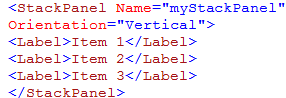 <StackPanel Name="myStackPanel"
Orientation="Vertical">
<Label>Item 1</Label>
<Label>Item 2</Label>
<Label>Item 3</Label>
</StackPanel>